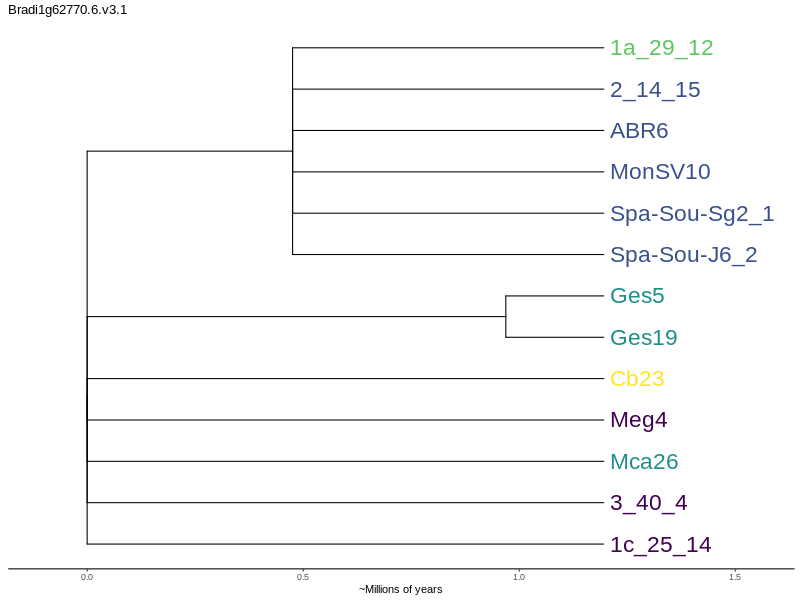 Bradi1g62770.6.v3.1
1a_29_12
2_14_15
ABR6
MonSV10
Spa-Sou-Sg2_1
Spa-Sou-J6_2
Ges5
Ges19
Cb23
Meg4
Mca26
3_40_4
1c_25_14
0.0 0.5 1.0 1.5
~Millions of years